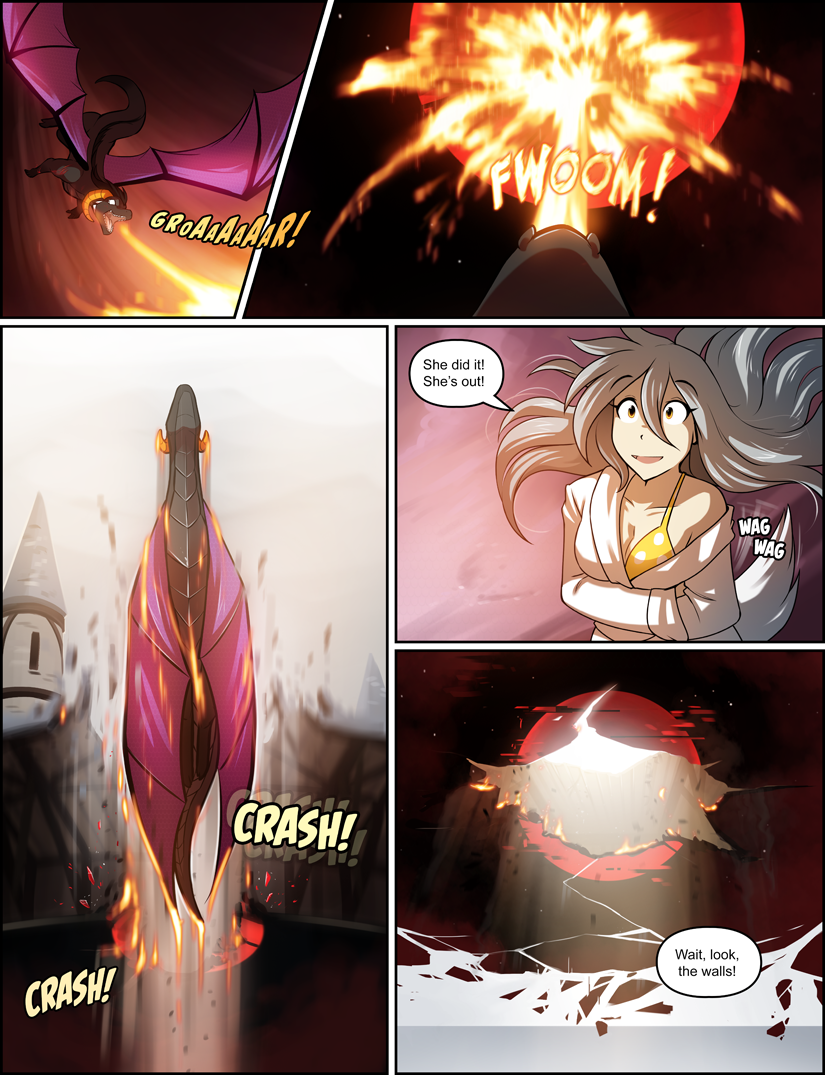 GROAAAAAAR!
FWOOM!
CRASH!
CRASH!
She did it!
She's out!
WAG
WAG
Wait, look,
the walls!